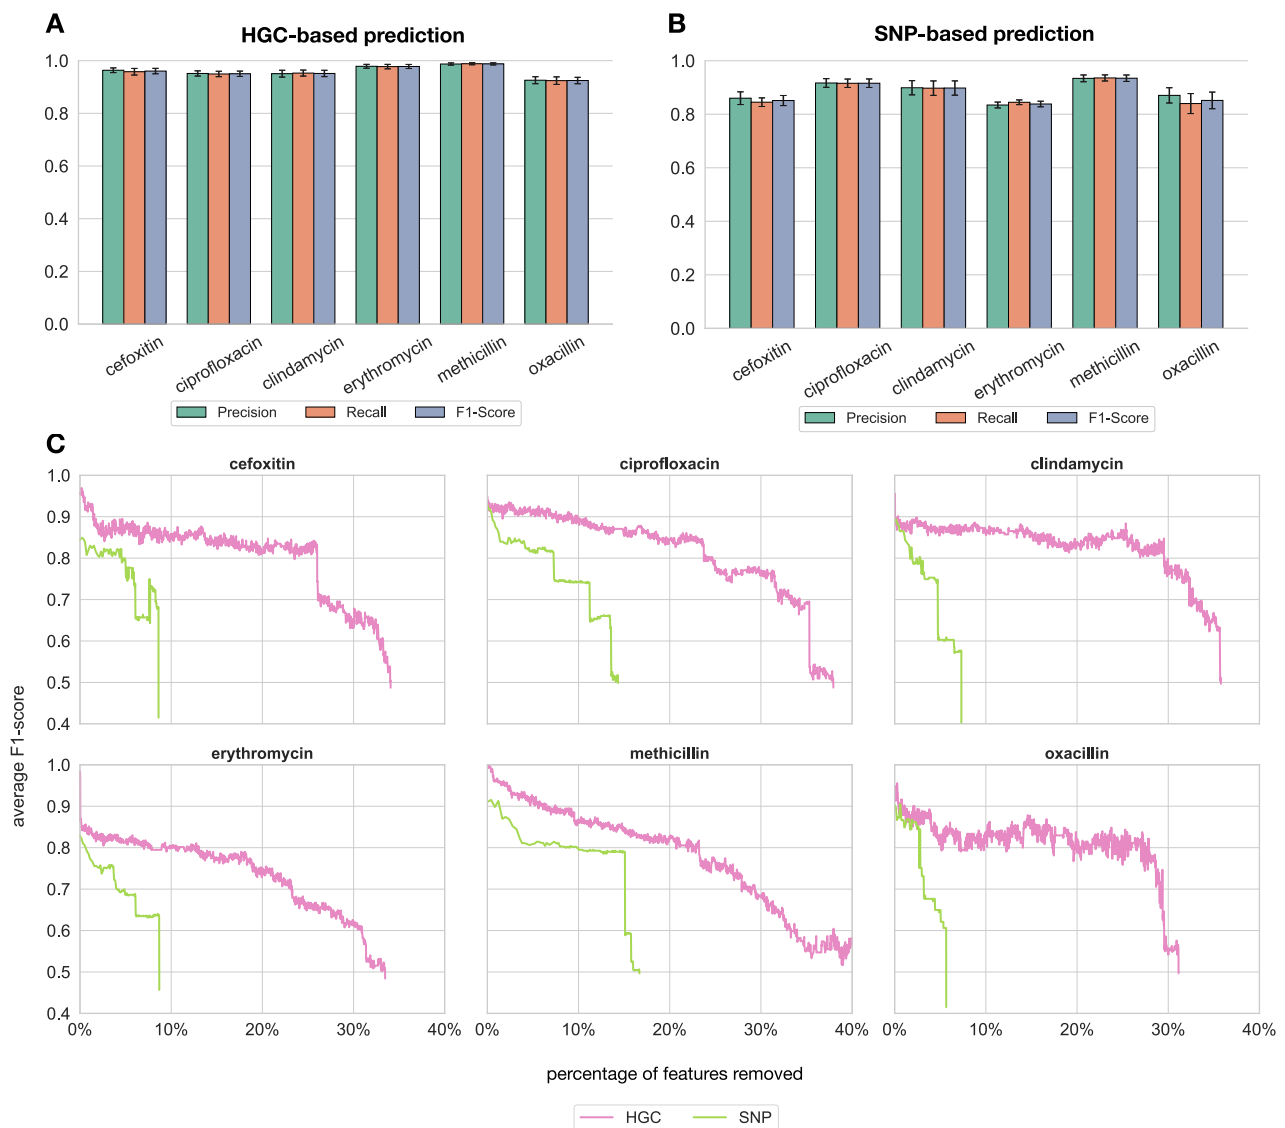 A
HGC-based prediction
1.0
0.8
0.6
0.4
0.2
0.0
cefoxitin
ciprofloxacin
clindamycin
erythromycin
methicillin
oxacillin
Precision Recall F1-Score
B
SNP-based prediction
1.0
0.8
0.6
0.4
0.2
0.0
cefoxitin
ciprofloxacin
clindamycin
erythromycin
methicillin
oxacillin
Precision Recall F1-Score
C
average F1-score
cefoxitin ciprofloxacin clindamycin
1.0
0.9
0.8
0.7
0.6
0.5
0.4
erythromycin methicillin oxacillin
1.0
0.9
0.8
0.7
0.6
0.5
0.4
0% 10% 20% 30% 40% 0% 10% 20% 30% 40% 0% 10% 20% 30% 40%
percentage of features removed
HGC SNP